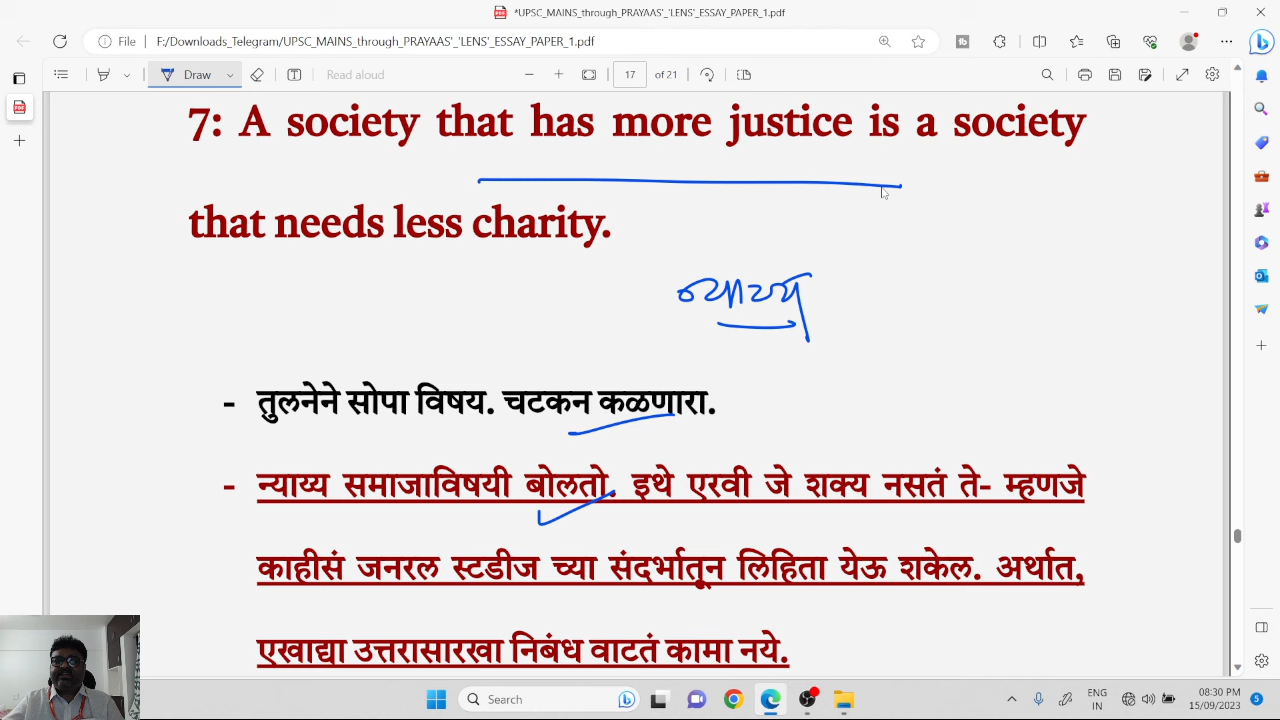 *UPSC_MAINS_through_PRAYAAS'_'LENS'_ESSAY_PAPER_1.pdf
File F:/Downloads_Telegram/UPSC_MAINS_through_PRAYAAS'_'LENS'_ESSAY_PAPER_1.pdf
Draw Read aloud 17 of 21
7: A society that has more justice is a society
that needs less charity.
न्याय्य
- तुलनेने सोपा विषय. चटकन कळणारा.
- न्याय्य समाजाविषयी बोलतो. इथे एरवी जे शक्य नसतं ते- म्हणजे
काहीसं जनरल स्टडीज च्या संदर्भातून लिहिता येऊ शकेल. अर्थात,
एखाद्या उत्तरासारखा निबंध वाटतं कामा नये.
Search ENG 08:30 PM
IN 15/09/2023 5